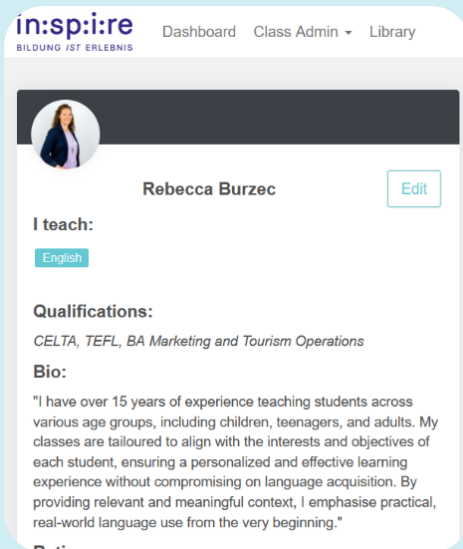 in:sp:i:re
BILDUNG IST ERLEBNIS
Dashboard Class Admin Library
Rebecca Burzec
Edit
I teach:
English
Qualifications:
CELTA, TEFL, BA Marketing and Tourism Operations
Bio:
"I have over 15 years of experience teaching students across
various age groups, including children, teenagers, and adults. My
classes are tailoured to align with the interests and objectives of
each student, ensuring a personalized and effective learning
experience without compromising on language acquisition. By
providing relevant and meaningful context, I emphasise practical,
real-world language use from the very beginning."